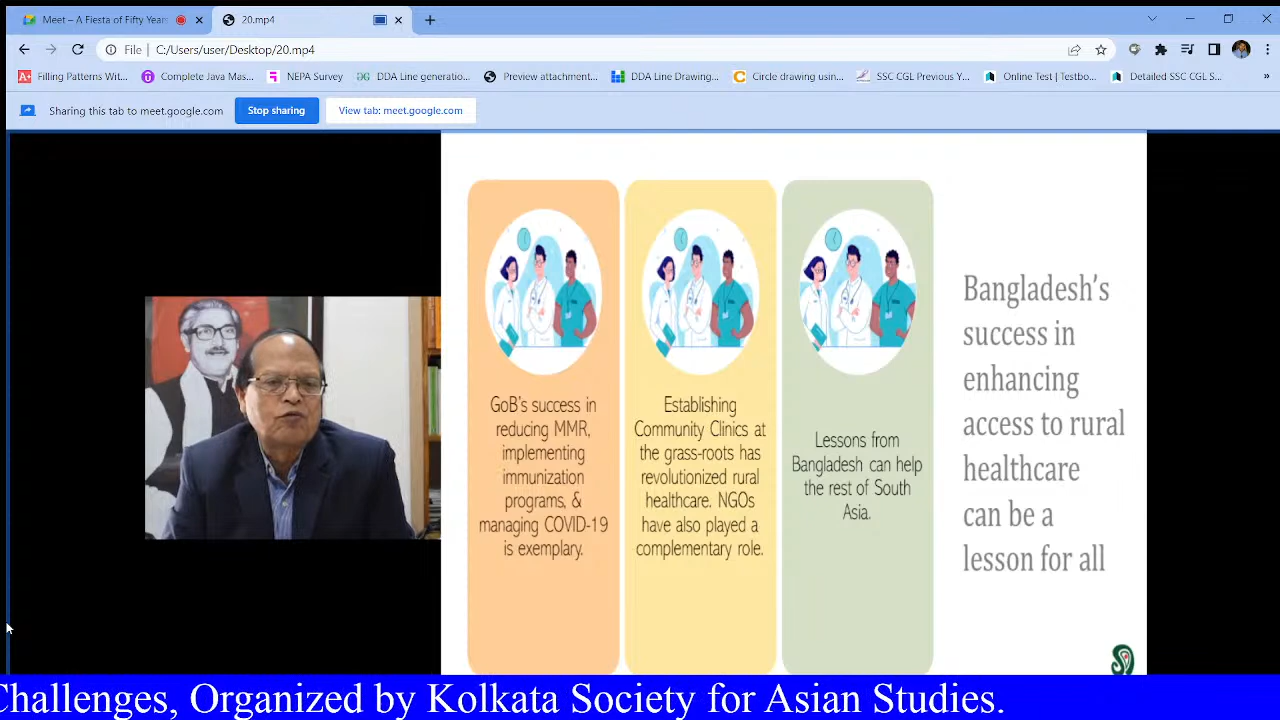 Meet – A Fiesta of Fifty Years
20.mp4
File
C:/Users/user/Desktop/20.mp4
A+ Filling Patterns Wit...
Complete Java Mas...
NEPA Survey
DDA Line generatio...
Preview attachment...
DDA Line Drawing...
Circle drawing usin...
SSC CGL Previous Y...
Online Test | Testbo...
Detailed SSC CGL S...
»
Sharing this tab to meet.google.com
Stop sharing
View tab: meet.google.com
GoB's success in
reducing MMR,
implementing
immunization
programs, &
managing COVID-19
is exemplary.
Establishing
Community Clinics at
the grass-roots has
revolutionized rural
healthcare. NGOs
have also played a
complementary role.
Lessons from
Bangladesh can help
the rest of South
Asia.
Bangladesh's
success in
enhancing
access to rural
healthcare
can be a
lesson for all
Challenges, Organized by Kolkata Society for Asian Studies.